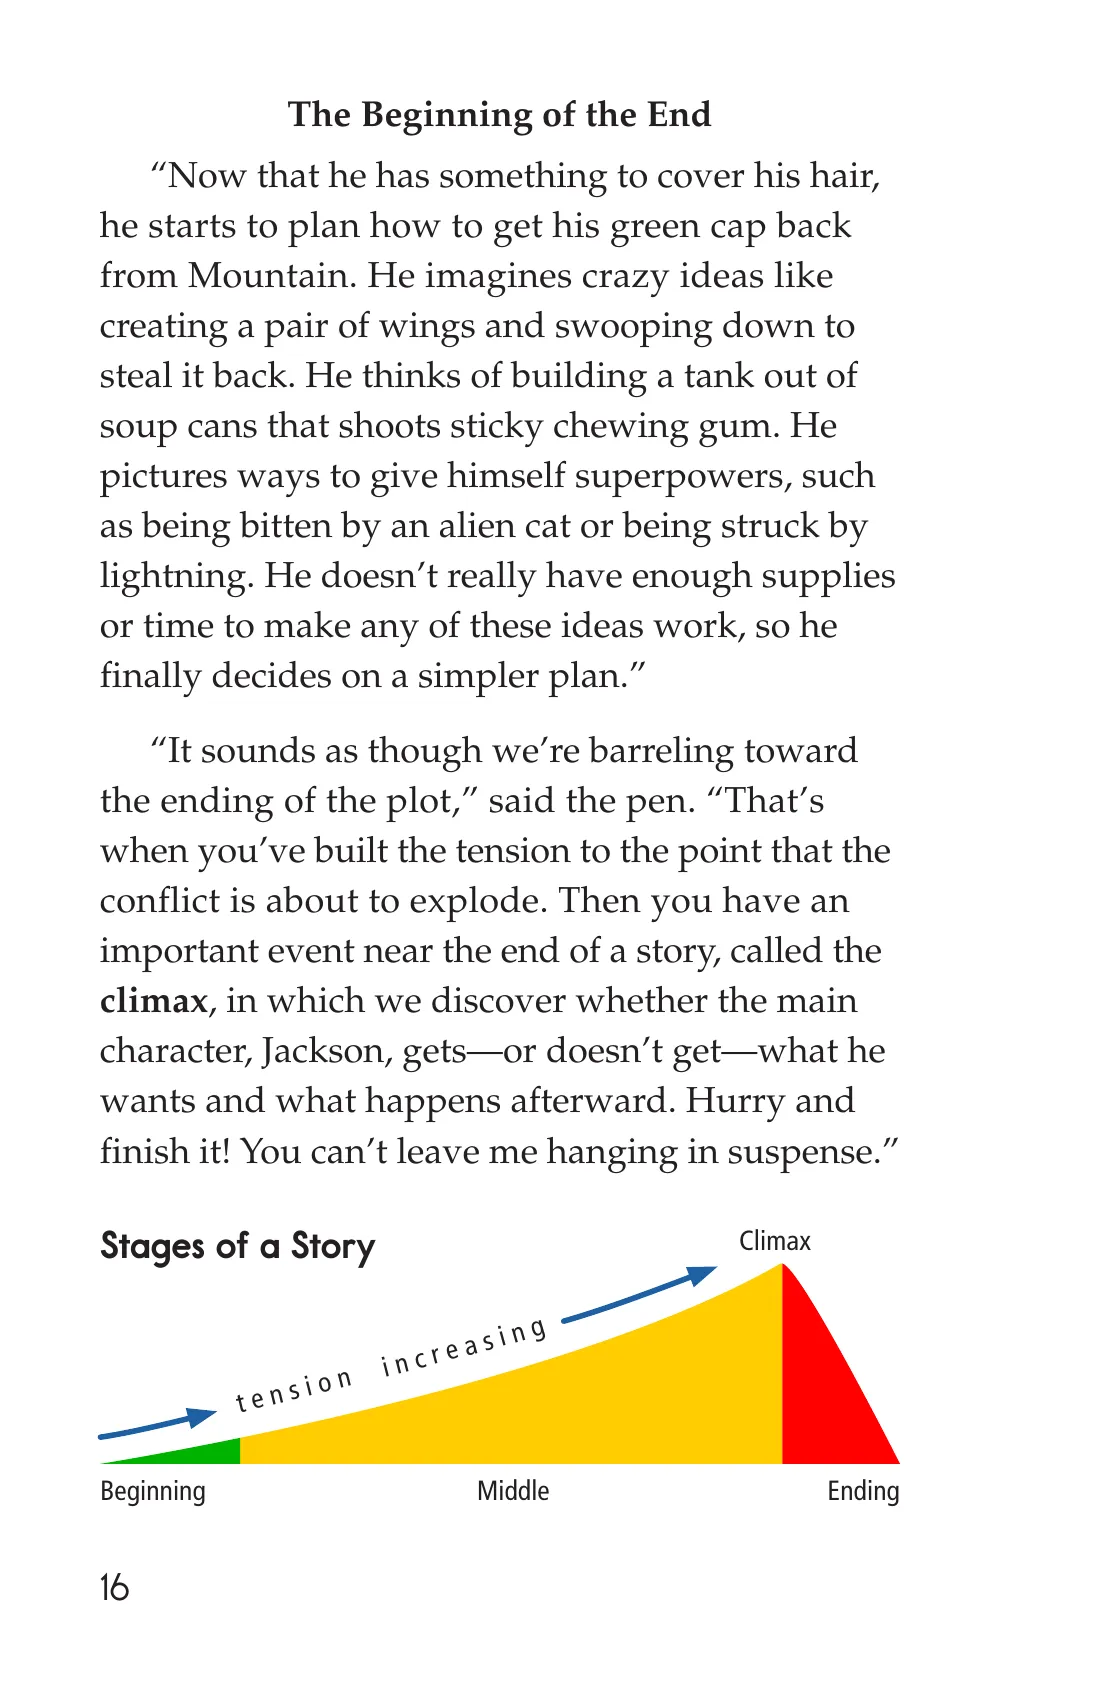 The Beginning of the End
“Now that he has something to cover his hair,
he starts to plan how to get his green cap back
from Mountain. He imagines crazy ideas like
creating a pair of wings and swooping down to
steal it back. He thinks of building a tank out of
soup cans that shoots sticky chewing gum. He
pictures ways to give himself superpowers, such
as being bitten by an alien cat or being struck by
lightning. He doesn’t really have enough supplies
or time to make any of these ideas work, so he
finally decides on a simpler plan.”
“It sounds as though we’re barreling toward
the ending of the plot,” said the pen. “That’s
when you’ve built the tension to the point that the
conflict is about to explode. Then you have an
important event near the end of a story, called the
climax, in which we discover whether the main
character, Jackson, gets—or doesn’t get—what he
wants and what happens afterward. Hurry and
finish it! You can’t leave me hanging in suspense.”
Stages of a Story
Climax
tension increasing
Beginning
Middle
Ending
16